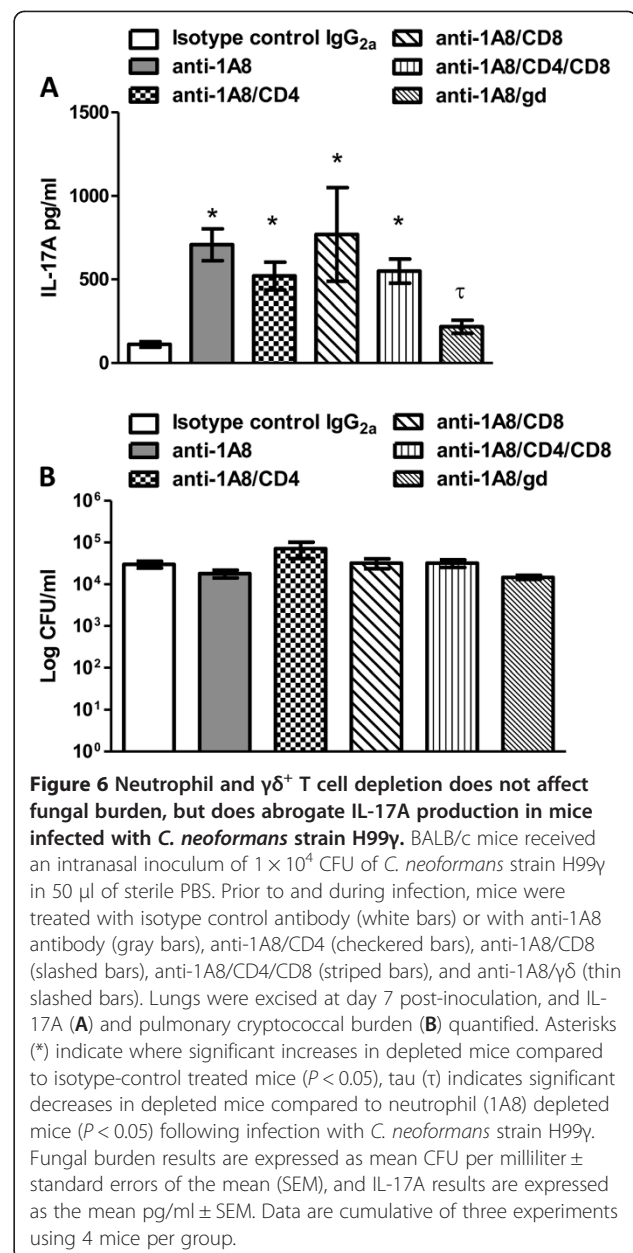 Isotype control IgG2a
anti-1A8
anti-1A8/CD4
anti-1A8/CD8
anti-1A8/CD4/CD8
anti-1A8/gd
A
IL-17A pg/ml
1500
1000
500
0
*
*
*
*
τ
Isotype control IgG2a
anti-1A8
anti-1A8/CD4
anti-1A8/CD8
anti-1A8/CD4/CD8
anti-1A8/gd
B
Log CFU/ml
10⁶
10⁵
10⁴
10³
10²
10¹
10⁰
Figure 6 Neutrophil and γδ⁺ T cell depletion does not affect
fungal burden, but does abrogate IL-17A production in mice
infected with C. neoformans strain H99γ. BALB/c mice received
an intranasal inoculum of 1 × 10⁴ CFU of C. neoformans strain H99γ
in 50 μl of sterile PBS. Prior to and during infection, mice were
treated with isotype control antibody (white bars) or with anti-1A8
antibody (gray bars), anti-1A8/CD4 (checkered bars), anti-1A8/CD8
(slashed bars), anti-1A8/CD4/CD8 (striped bars), and anti-1A8/γδ (thin
slashed bars). Lungs were excised at day 7 post-inoculation, and IL-
17A (A) and pulmonary cryptococcal burden (B) quantified. Asterisks
(*) indicate where significant increases in depleted mice compared
to isotype-control treated mice (P < 0.05), tau (τ) indicates significant
decreases in depleted mice compared to neutrophil (1A8) depleted
mice (P < 0.05) following infection with C. neoformans strain H99γ.
Fungal burden results are expressed as mean CFU per milliliter ±
standard errors of the mean (SEM), and IL-17A results are expressed
as the mean pg/ml ± SEM. Data are cumulative of three experiments
using 4 mice per group.